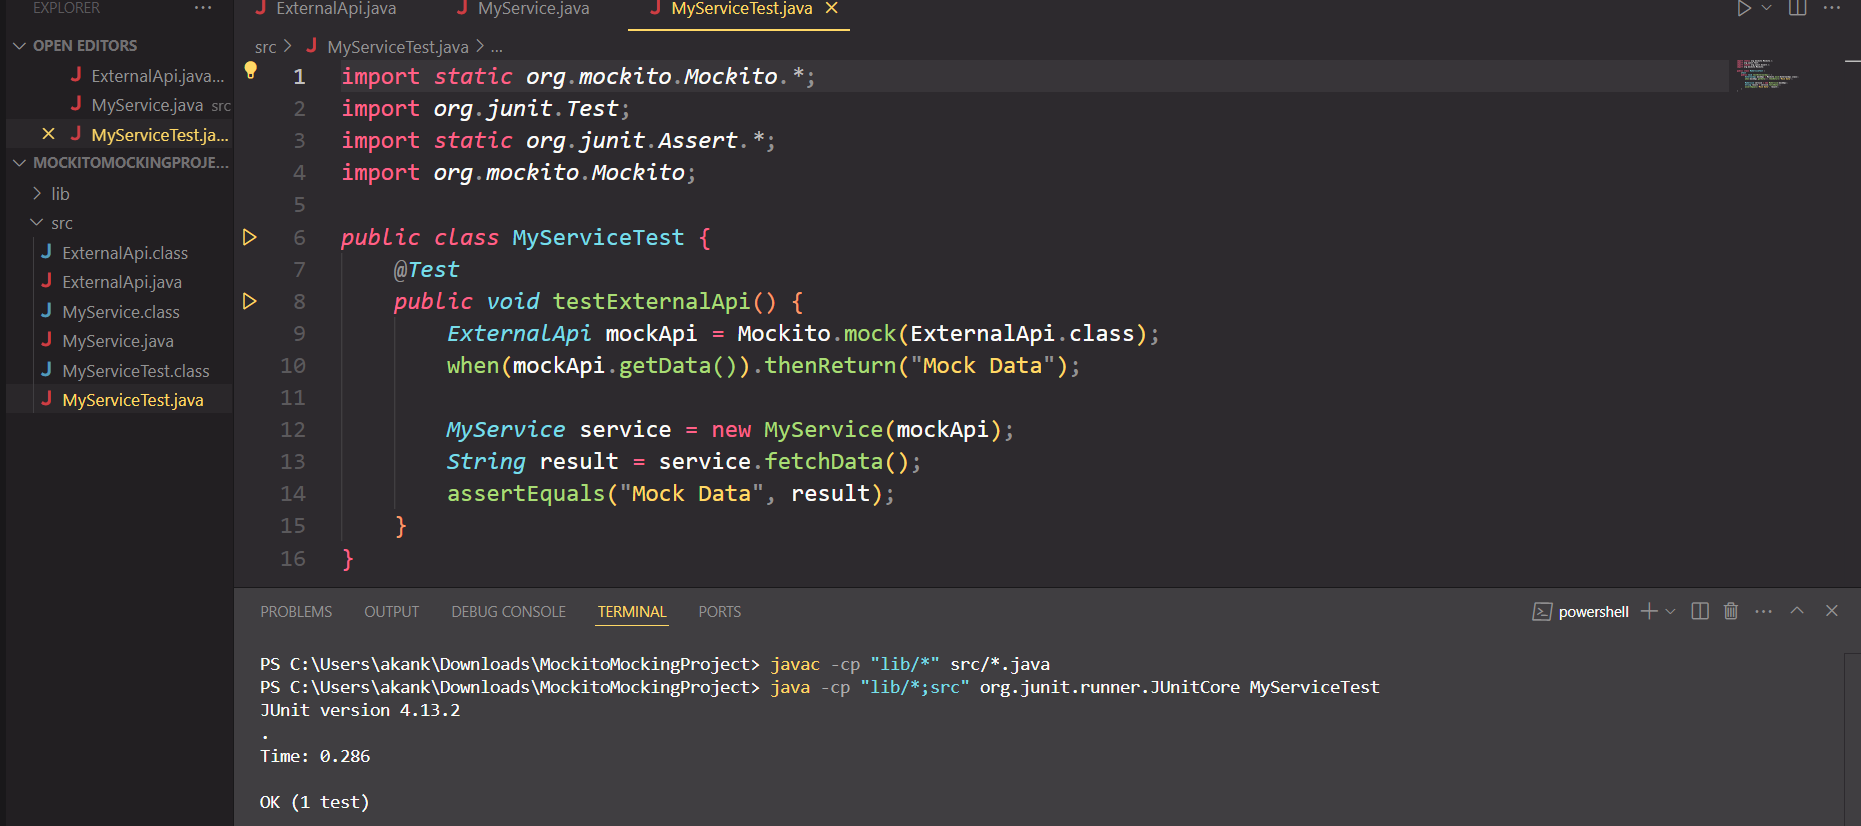 EXPLORER ...
ExternalApi.java
MyService.java
MyServiceTest.java
OPEN EDITORS
ExternalApi.java...
MyService.java src
MyServiceTest.ja...
MOCKITOMOCKINGPROJE...
lib
src
ExternalApi.class
ExternalApi.java
MyService.class
MyService.java
MyServiceTest.class
MyServiceTest.java
src > MyServiceTest.java > ...
1 import static org.mockito.Mockito.*;
2 import org.junit.Test;
3 import static org.junit.Assert.*;
4 import org.mockito.Mockito;
5
6 public class MyServiceTest {
7 @Test
8 public void testExternalApi() {
9 ExternalApi mockApi = Mockito.mock(ExternalApi.class);
10 when(mockApi.getData()).thenReturn("Mock Data");
11
12 MyService service = new MyService(mockApi);
13 String result = service.fetchData();
14 assertEquals("Mock Data", result);
15 }
16 }
PROBLEMS OUTPUT DEBUG CONSOLE TERMINAL PORTS
powershell
PS C:\Users\akank\Downloads\MockitoMockingProject> javac -cp "lib/*" src/*.java
PS C:\Users\akank\Downloads\MockitoMockingProject> java -cp "lib/*;src" org.junit.runner.JUnitCore MyServiceTest
JUnit version 4.13.2
.
Time: 0.286
OK (1 test)